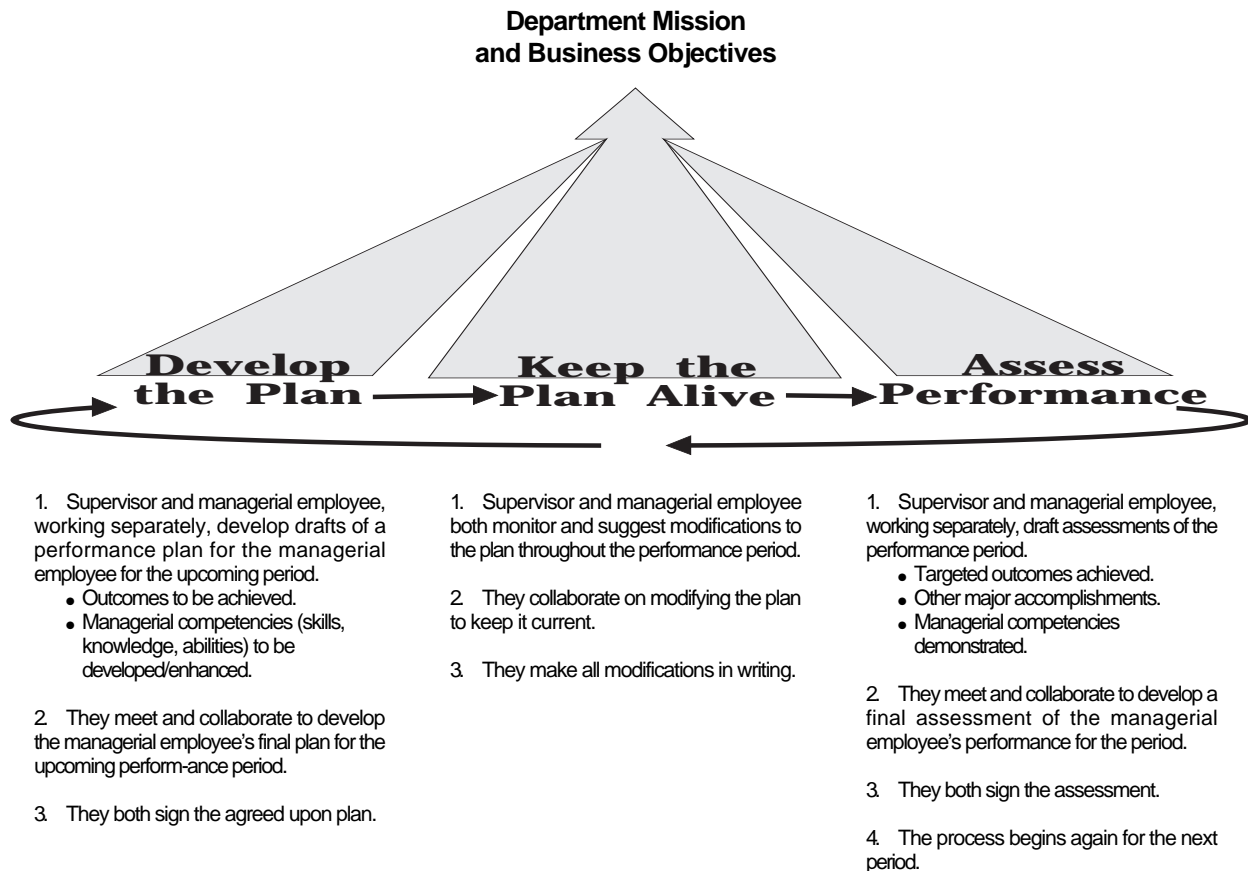 Department Mission
and Business Objectives
Develop
the Plan
Keep the
Plan Alive
Assess
Performance
1. Supervisor and managerial employee,
working separately, develop drafts of a
performance plan for the managerial
employee for the upcoming period.
• Outcomes to be achieved.
• Managerial competencies (skills,
knowledge, abilities) to be
developed/enhanced.
2. They meet and collaborate to develop
the managerial employee's final plan for the
upcoming perform-ance period.
3. They both sign the agreed upon plan.
1. Supervisor and managerial employee
both monitor and suggest modifications to
the plan throughout the performance period.
2. They collaborate on modifying the plan
to keep it current.
3. They make all modifications in writing.
1. Supervisor and managerial employee,
working separately, draft assessments of the
performance period.
• Targeted outcomes achieved.
• Other major accomplishments.
• Managerial competencies
demonstrated.
2. They meet and collaborate to develop a
final assessment of the managerial
employee's performance for the period.
3. They both sign the assessment.
4. The process begins again for the next
period.